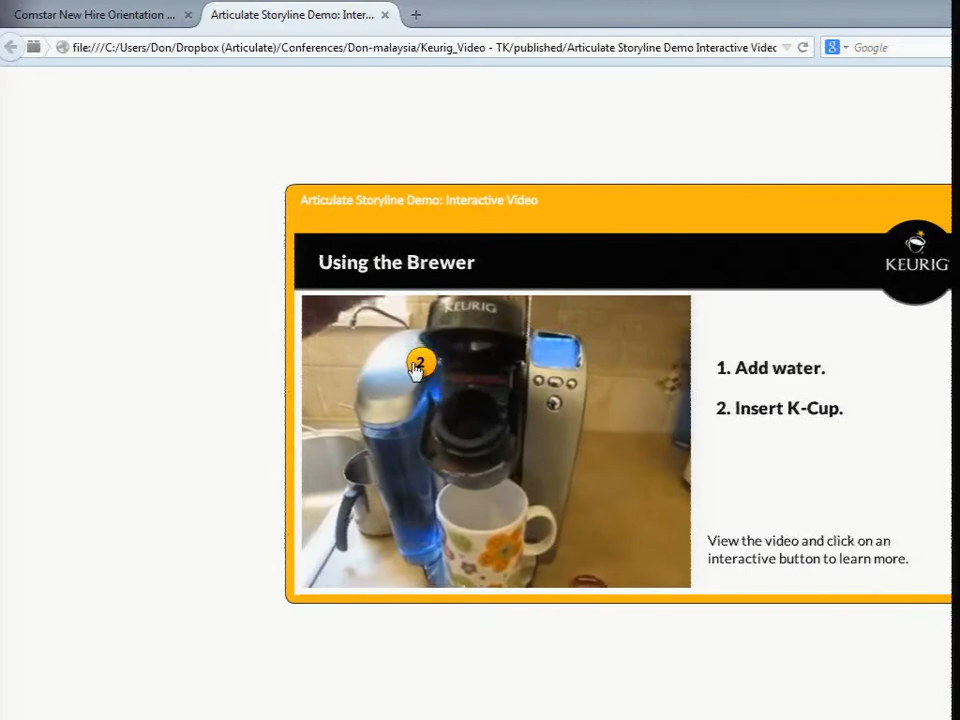 Comstar New Hire Orientation ...
Articulate Storyline Demo: Inter...
file:///C:/Users/Don/Dropbox (Articulate)/Conferences/Don-malaysia/Keurig_Video - TK/published/Articulate Storyline Demo Interactive Video
8
Google
Articulate Storyline Demo: Interactive Video
Using the Brewer
KEURIG
KEURIG
2
1. Add water.
2. Insert K-Cup.
View the video and click on an
interactive button to learn more.